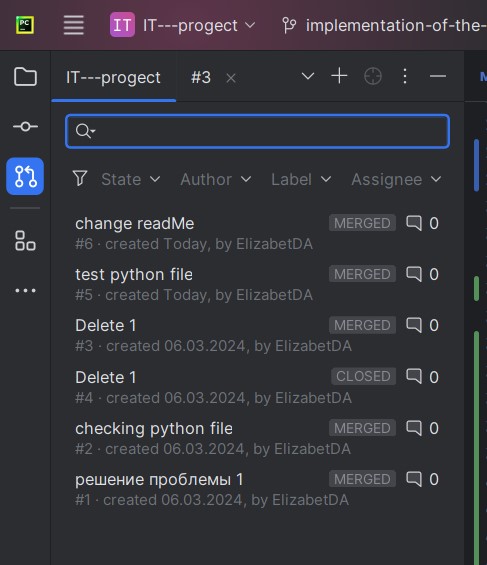 PC
IT IT---progect implementation-of-the-
IT---progect #3
State Author Label Assignee
change readMe MERGED 0
#6 · created Today, by ElizabetDA
test python file MERGED 0
#5 · created Today, by ElizabetDA
Delete 1 MERGED 0
#3 · created 06.03.2024, by ElizabetDA
Delete 1 CLOSED 0
#4 · created 06.03.2024, by ElizabetDA
checking python file MERGED 0
#2 · created 06.03.2024, by ElizabetDA
решение проблемы 1 MERGED 0
#1 · created 06.03.2024, by ElizabetDA